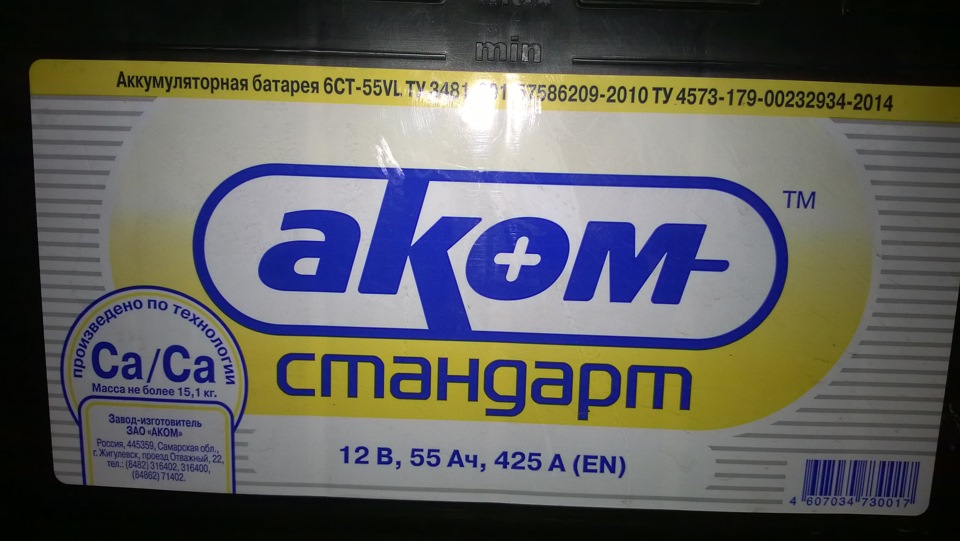 min
Аккумуляторная батарея 6СТ-55VL ТУ 3481 57586209-2010 ТУ 4573-179-00232934-2014
аком TM
стандарт
произведено по технологии
Ca/Ca
Масса не более 15,1 кг.
Завод-изготовитель
ЗАО «АКОМ»
Россия, 445359, Самарская обл.,
г. Жигулевск, проезд Отважный, 22,
тел.: (8482) 316402, 316400,
(84862) 71402.
12 В, 55 Ач, 425 А (EN)
4 607034 730017